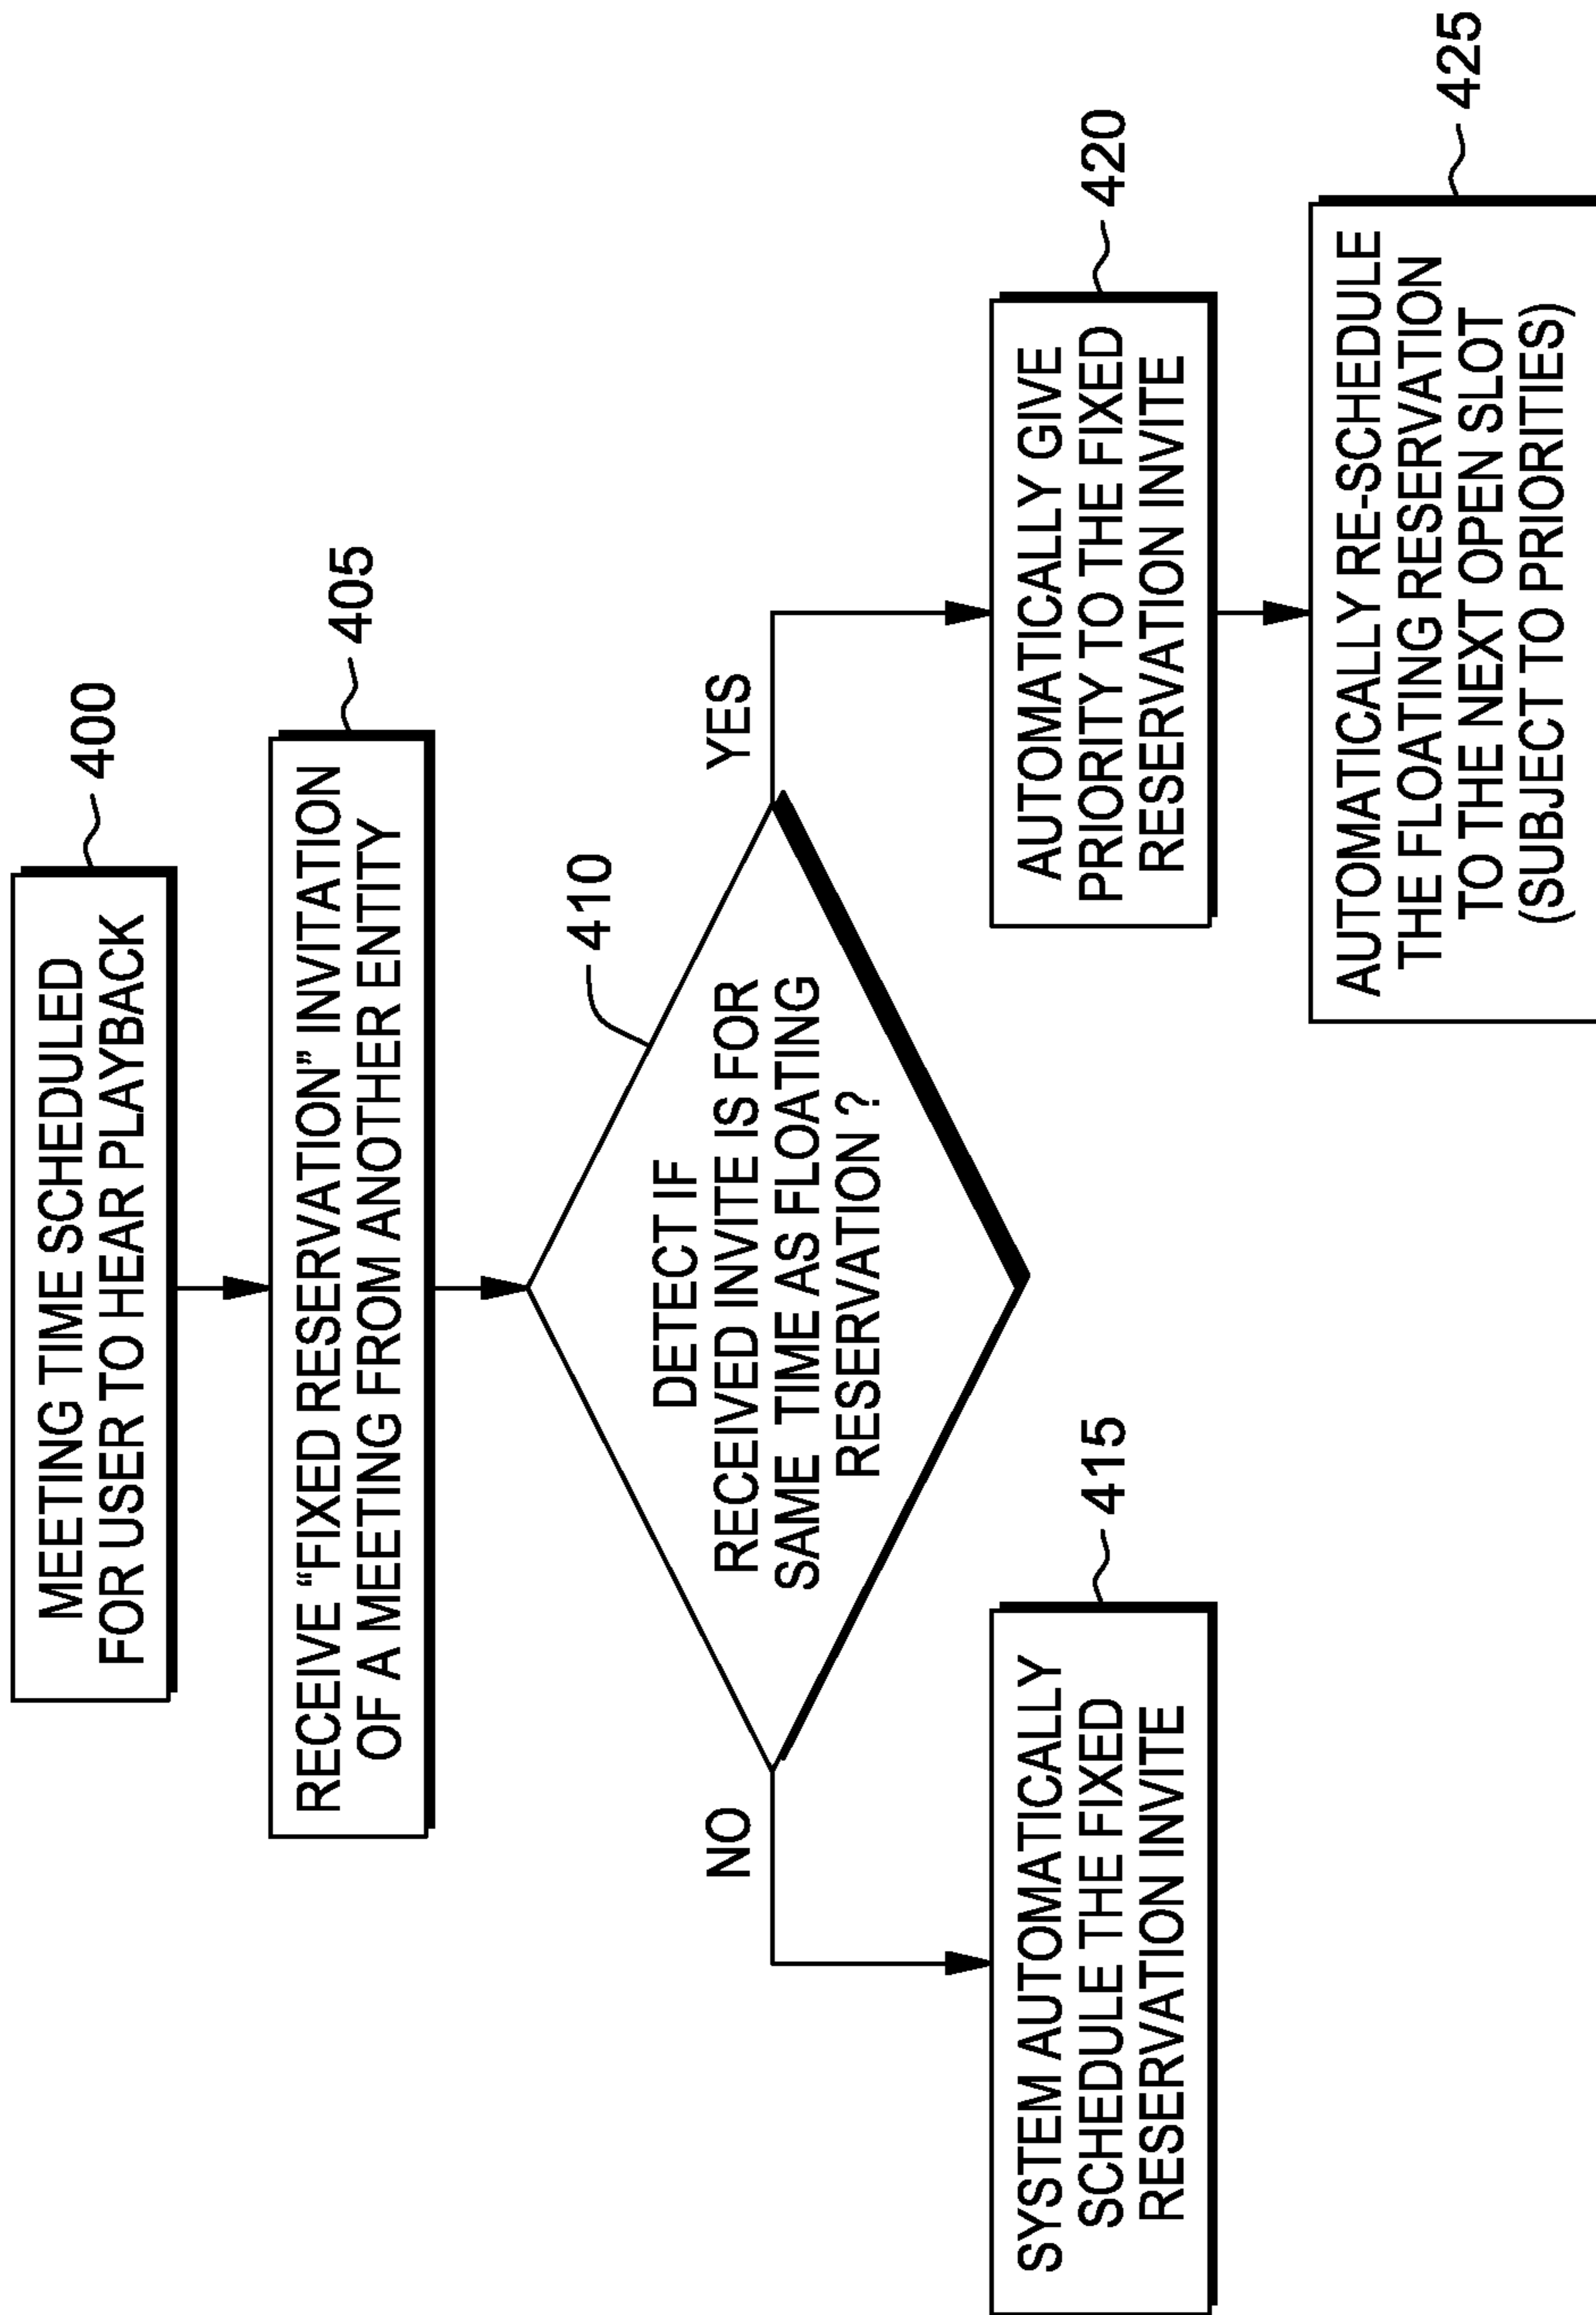 MEETING TIME SCHEDULED
FOR USER TO HEAR PLAYBACK
400
RECEIVE "FIXED RESERVATION" INVITATION
OF A MEETING FROM ANOTHER ENTITY
405
DETECT IF
RECEIVED INVITE IS FOR
SAME TIME AS FLOATING
RESERVATION ?
410
NO
YES
SYSTEM AUTOMATICALLY
SCHEDULE THE FIXED
RESERVATION INVITE
415
AUTOMATICALLY GIVE
PRIORITY TO THE FIXED
RESERVATION INVITE
420
AUTOMATICALLY RE-SCHEDULE
THE FLOATING RESERVATION
TO THE NEXT OPEN SLOT
(SUBJECT TO PRIORITIES)
425